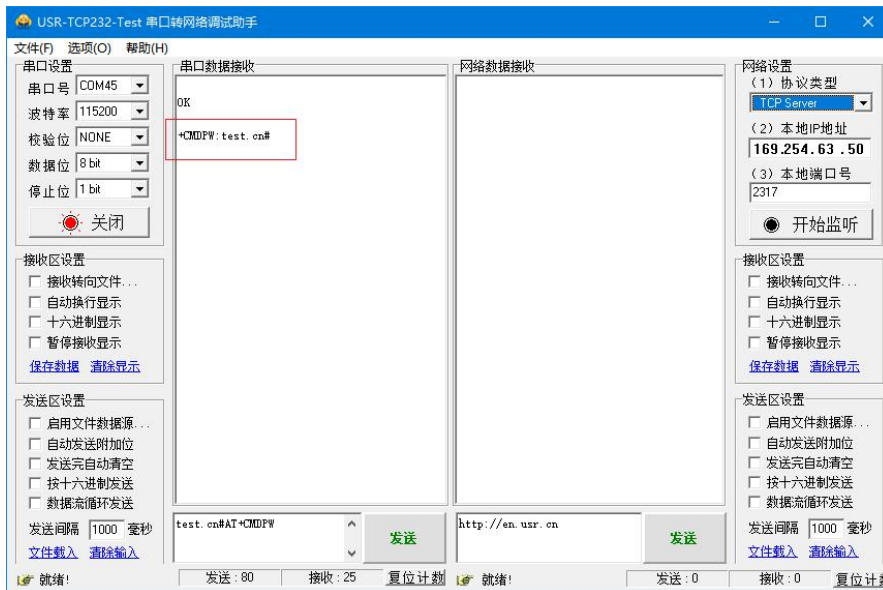 USR-TCP232-Test 串口转网络调试助手
文件(F) 选项(O) 帮助(H)
串口设置
串口号 COM45
波特率 115200
校验位 NONE
数据位 8 bit
停止位 1 bit
关闭
接收区设置
接收转向文件...
自动换行显示
十六进制显示
暂停接收显示
保存数据 清除显示
发送区设置
启用文件数据源...
自动发送附加位
发送完自动清空
按十六进制发送
数据流循环发送
发送间隔 1000 毫秒
文件载入 清除输入
就绪!
串口数据接收
OK
+CMDPW:test.cn#
test.cn#AT+CMDPW
发送
发送:80 接收:25 复位计数
网络数据接收
http://en.usr.cn
发送
就绪! 发送:0 接收:0
网络设置
(1) 协议类型
TCP Server
(2) 本地IP地址
169.254.63.50
(3) 本地端口号
2317
开始监听
接收区设置
接收转向文件...
自动换行显示
十六进制显示
暂停接收显示
保存数据 清除显示
发送区设置
启用文件数据源...
自动发送附加位
发送完自动清空
按十六进制发送
数据流循环发送
发送间隔 1000 毫秒
文件载入 清除输入
复位计